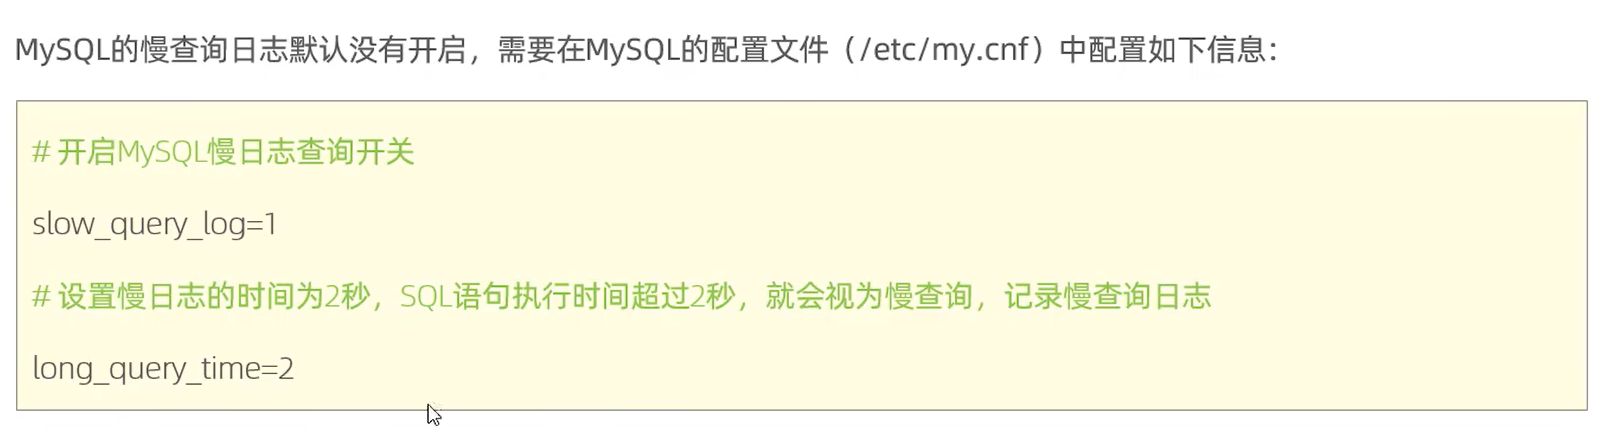 MySQL的慢查询日志默认没有开启，需要在MySQL的配置文件（/etc/my.cnf）中配置如下信息：
# 开启MySQL慢日志查询开关
slow_query_log=1
# 设置慢日志的时间为2秒，SQL语句执行时间超过2秒，就会视为慢查询，记录慢查询日志
long_query_time=2